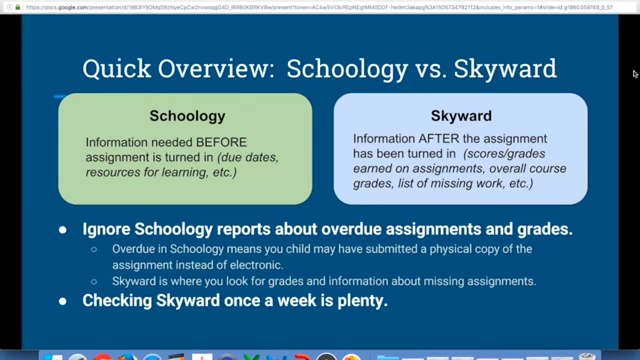 Quick Overview: Schoology vs. Skyward
Schoology
Information needed BEFORE
assignment is turned in (due dates,
resources for learning, etc.)
Skyward
Information AFTER the assignment
has been turned in (scores/grades
earned on assignments, overall course
grades, list of missing work, etc.)
● Ignore Schoology reports about overdue assignments and grades.
○ Overdue in Schoology means you child may have submitted a physical copy of the
assignment instead of electronic.
○ Skyward is where you look for grades and information about missing assignments.
● Checking Skyward once a week is plenty.